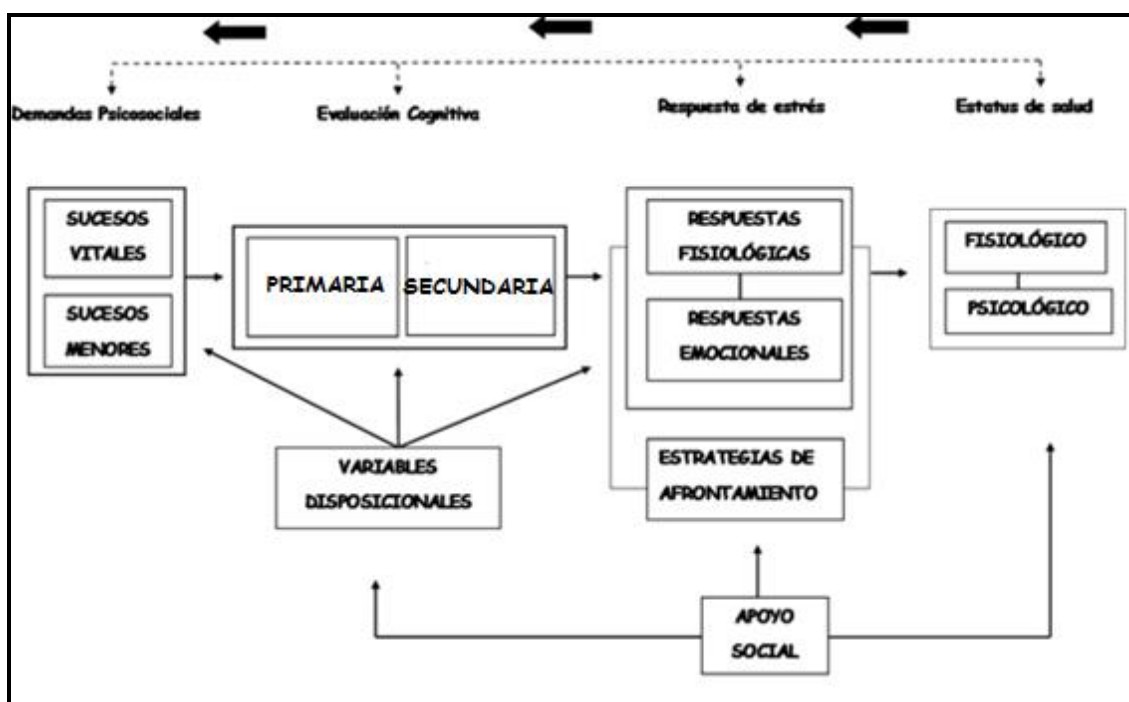 Demandas Psicosociales
Evaluación Cognitiva
Respuesta de estrés
Estatus de salud
SUCESOS
VITALES
SUCESOS
MENORES
PRIMARIA
SECUNDARIA
RESPUESTAS
FISIOLÓGICAS
RESPUESTAS
EMOCIONALES
FISIOLÓGICO
PSICOLÓGICO
VARIABLES
DISPOSICIONALES
ESTRATEGIAS DE
AFRONTAMIENTO
APOYO
SOCIAL